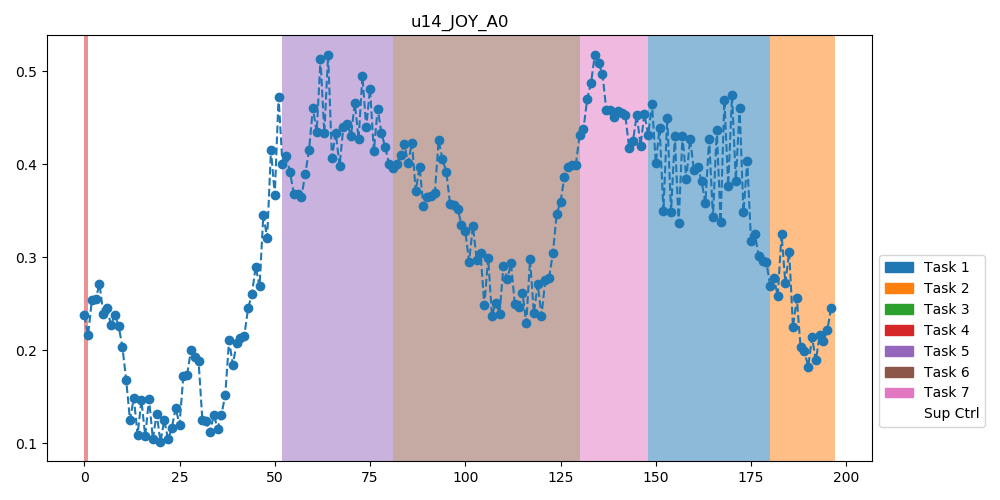 u14_JOY_A0
0.5
0.4
0.3
0.2
0.1
0 25 50 75 100 125 150 175 200
Task 1
Task 2
Task 3
Task 4
Task 5
Task 6
Task 7
Sup Ctrl